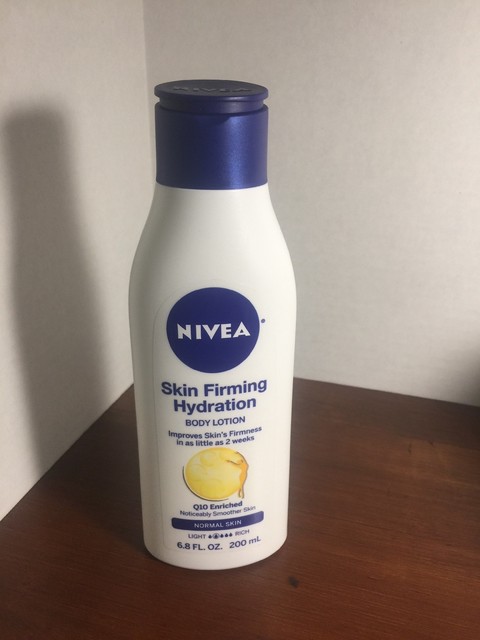 NIVEA
NIVEA
Skin Firming
Hydration
BODY LOTION
Improves Skin's Firmness
in as little as 2 weeks
Q10 Enriched
Noticeably Smoother Skin
NORMAL SKIN
LIGHT RICH
6.8 FL. OZ. 200 mL